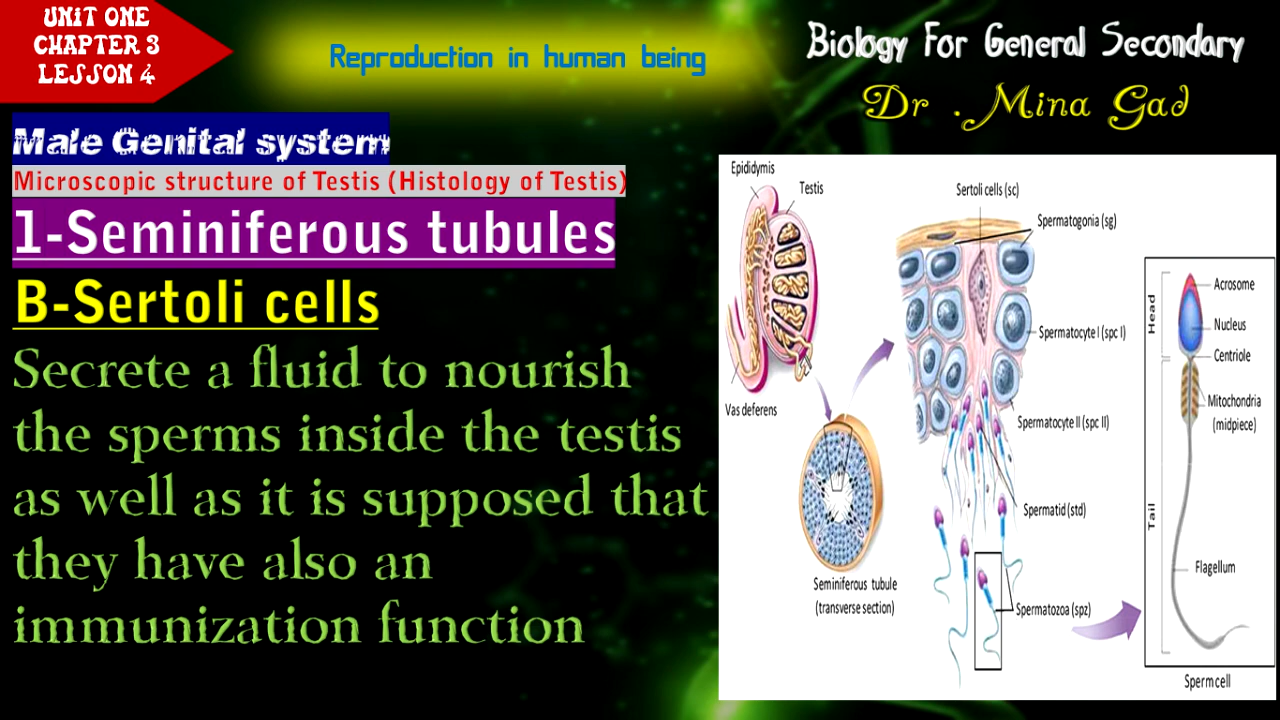 UNIT ONE
CHAPTER 3
LESSON 4
Reproduction in human being
Biology For General Secondary
Dr . Mina Gad
Male Genital system
Microscopic structure of Testis (Histology of Testis)
1-Seminiferous tubules
B-Sertoli cells
Secrete a fluid to nourish
the sperms inside the testis
as well as it is supposed that
they have also an
immunization function
Epididymis
Testis
Vas deferens
Seminiferous tubule
(transverse section)
Sertoli cells (sc)
Spermatogonia (sg)
Spermatocyte I (spc I)
Spermatocyte II (spc II)
Spermatid (std)
Spermatozoa (spz)
Head
Tail
Acrosome
Nucleus
Centriole
Mitochondria
(midpiece)
Flagellum
Sperm cell